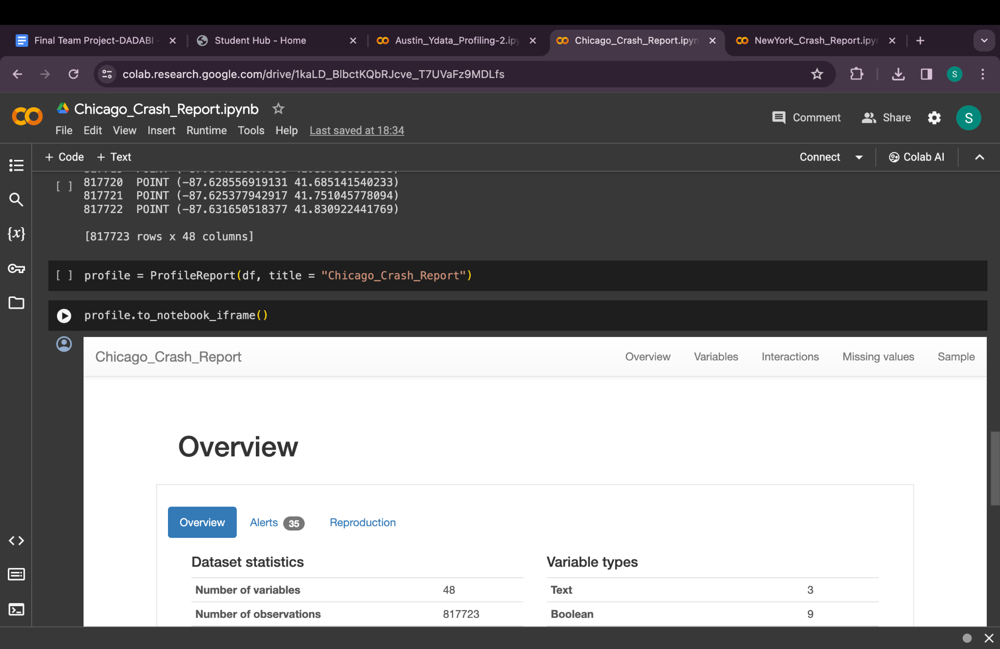 Final Team Project-DADABI
Student Hub - Home
Austin_Ydata_Profiling-2.ipy
Chicago_Crash_Report.ipyn
NewYork_Crash_Report.ipyr
colab.research.google.com/drive/1kaLD_BlbctKQbRJcve_T7UVaFz9MDLfs
S
Chicago_Crash_Report.ipynb
Comment
Share
S
File Edit View Insert Runtime Tools Help Last saved at 18:34
+ Code + Text
Connect
Colab AI
[ ] 817720 POINT (-87.628556919131 41.685141540233)
817721 POINT (-87.625377942917 41.751045778094)
817722 POINT (-87.631650518377 41.830922441769)
[817723 rows x 48 columns]
{x}
[ ] profile = ProfileReport(df, title = "Chicago_Crash_Report")
profile.to_notebook_iframe()
Chicago_Crash_Report
Overview Variables Interactions Missing values Sample
Overview
Overview Alerts 35 Reproduction
Dataset statistics
Number of variables 48
Number of observations 817723
Variable types
Text 3
Boolean 9